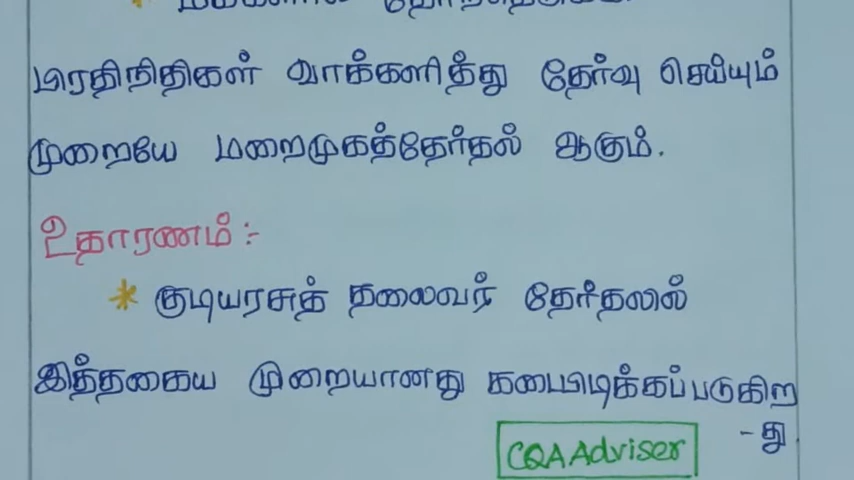 பிரதிநிதிகள் வாக்களித்து தேர்வு செய்யும்
முறையே மறைமுகத்தேர்தல் ஆகும்.
உதாரணம் :-
* குடியரசுத் தலைவர் தேர்தலில்
இத்தகைய முறையானது கடைபிடிக்கப்படுகிற
-து.
CQA Adviser